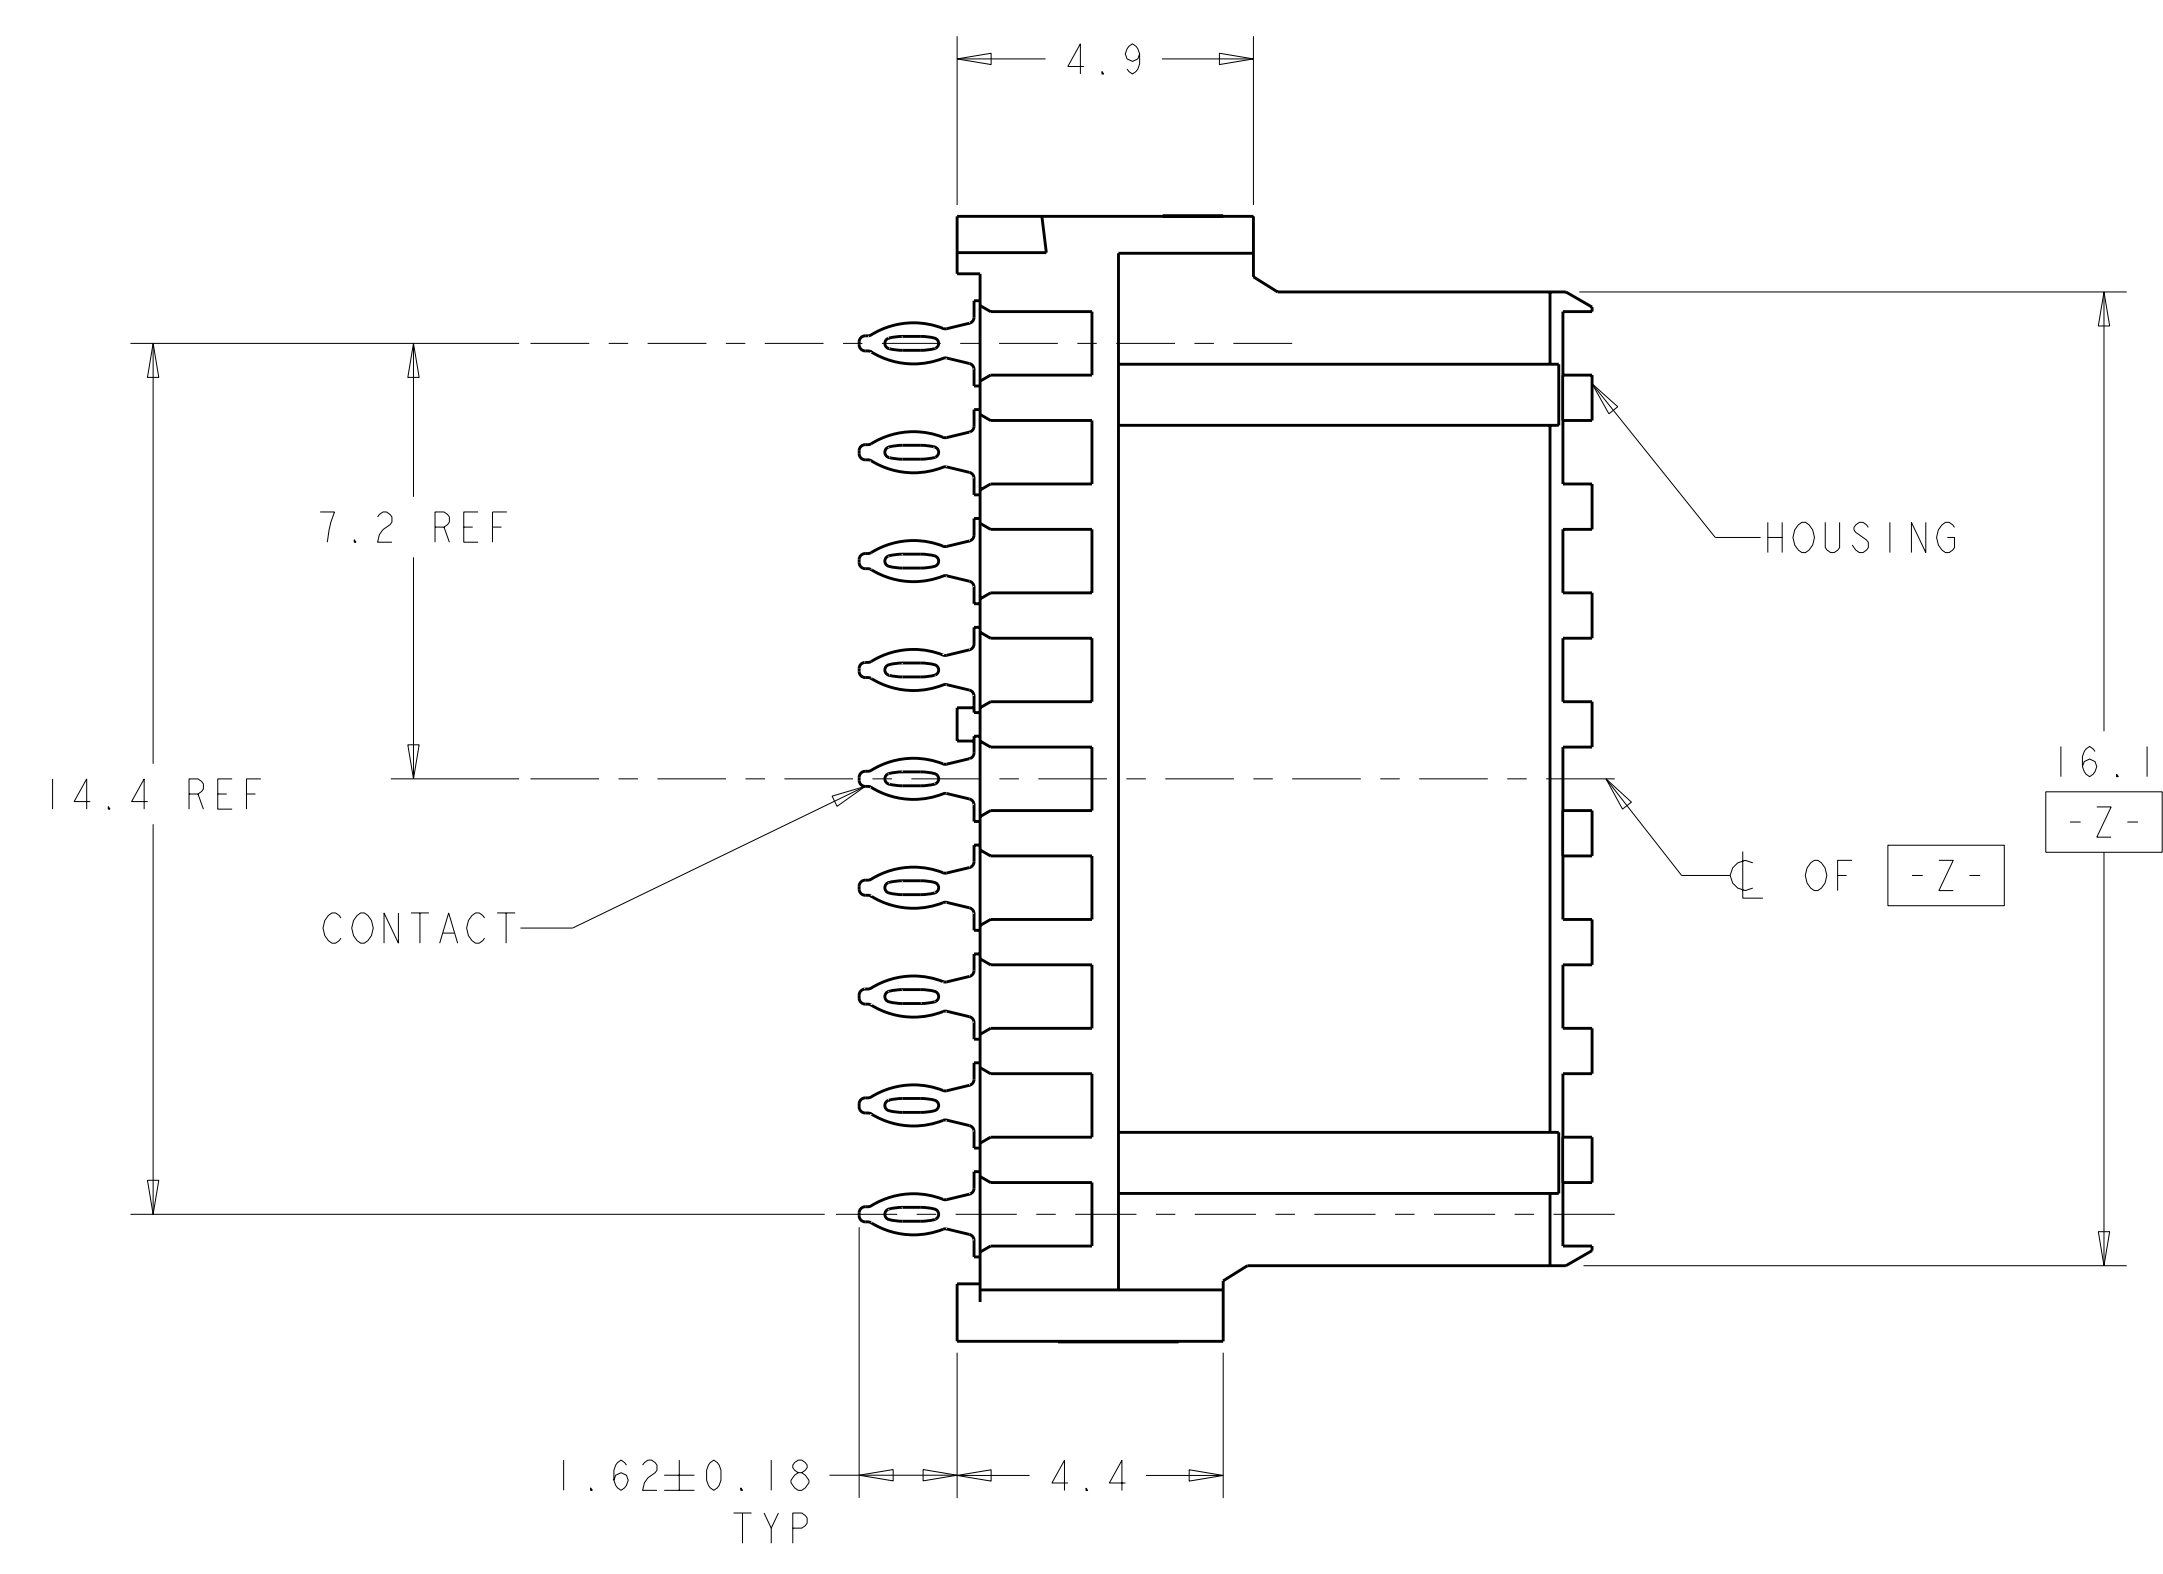 4.9
7.2 REF
HOUSING
14.4 REF
16.1
-Z-
℄ OF -Z-
CONTACT
1.62±0.18
TYP
4.4